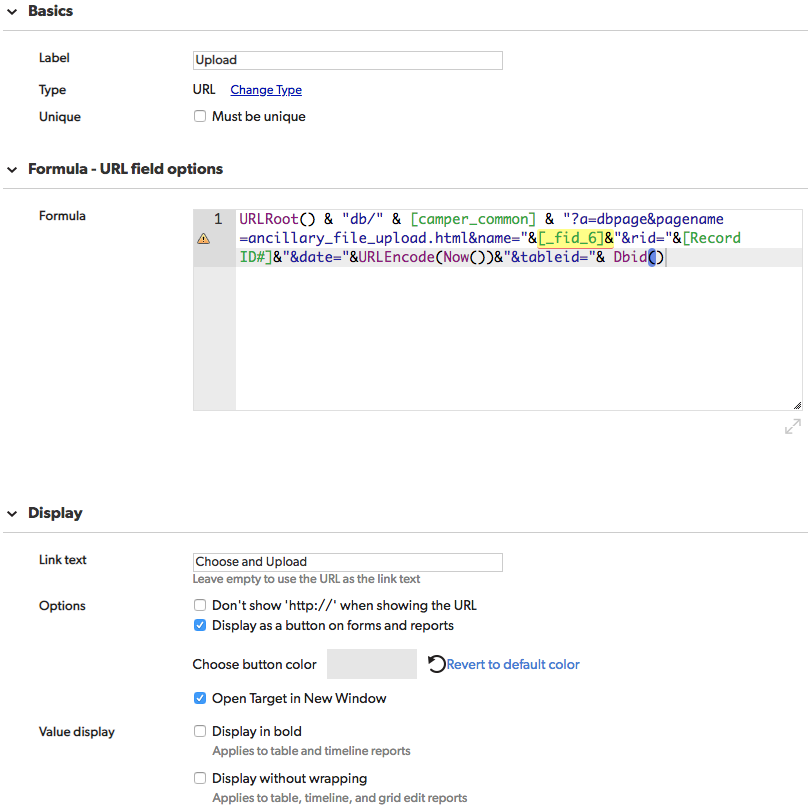 Basics
Label
Upload
Type
URL Change Type
Unique
Must be unique
Formula - URL field options
Formula
1 URLRoot() & "db/" & [camper_common] & "?a=dbpage&pagename
=ancillary_file_upload.html&name="&[_fid_6]&"&rid="&[Record
ID#]&"&date="&URLEncode(Now())&"&tableid="& Dbid()
Display
Link text
Choose and Upload
Leave empty to use the URL as the link text
Options
Don't show 'http://' when showing the URL
Display as a button on forms and reports
Choose button color Revert to default color
Open Target in New Window
Value display
Display in bold
Applies to table and timeline reports
Display without wrapping
Applies to table, timeline, and grid edit reports